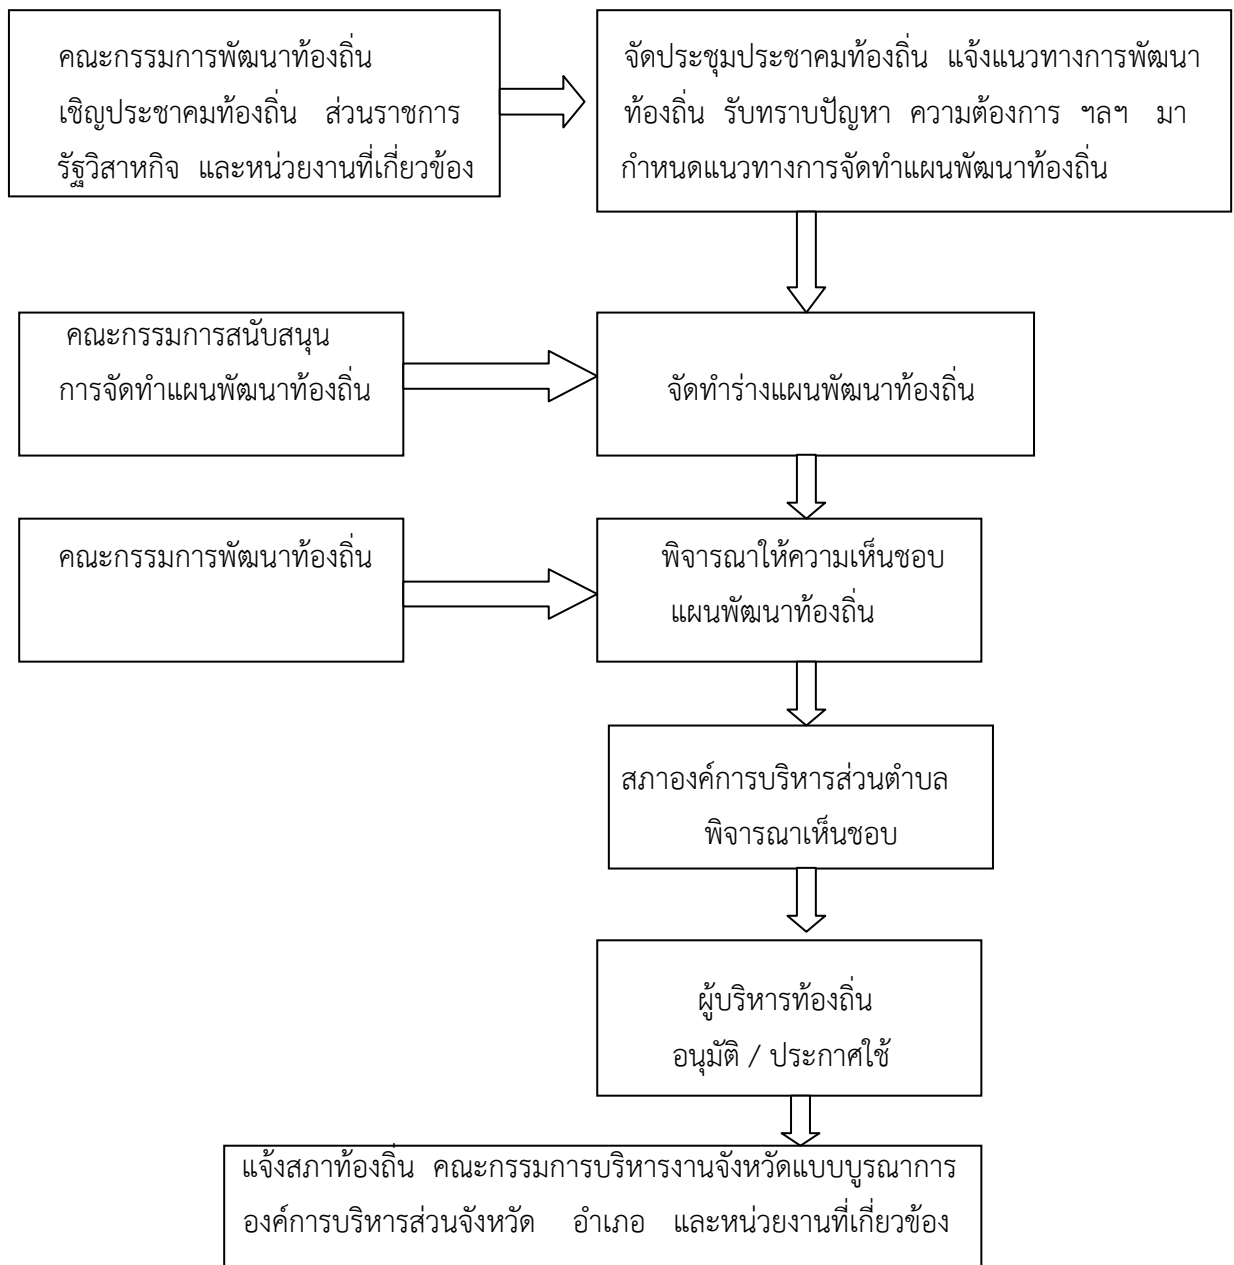 คณะกรรมการพัฒนาท้องถิ่น
เชิญประชาคมท้องถิ่น ส่วนราชการ
รัฐวิสาหกิจ และหน่วยงานที่เกี่ยวข้อง
จัดประชุมประชาคมท้องถิ่น แจ้งแนวทางการพัฒนา
ท้องถิ่น รับทราบปัญหา ความต้องการ ฯลฯ มา
กำหนดแนวทางการจัดทำแผนพัฒนาท้องถิ่น
คณะกรรมการสนับสนุน
การจัดทำแผนพัฒนาท้องถิ่น
จัดทำร่างแผนพัฒนาท้องถิ่น
คณะกรรมการพัฒนาท้องถิ่น
พิจารณาให้ความเห็นชอบ
แผนพัฒนาท้องถิ่น
สภาองค์การบริหารส่วนตำบล
พิจารณาเห็นชอบ
ผู้บริหารท้องถิ่น
อนุมัติ / ประกาศใช้
แจ้งสภาท้องถิ่น คณะกรรมการบริหารงานจังหวัดแบบบูรณาการ
องค์การบริหารส่วนจังหวัด อำเภอ และหน่วยงานที่เกี่ยวข้อง